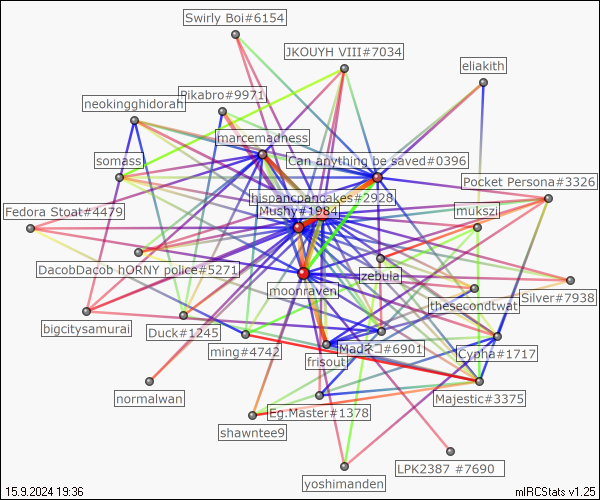 Swirly Boi#6154
JKOUYH VIII#7034
eliakith
Pikabro#9971
neokingghidorah
marcemadness
somass
Can anything be saved#0396
Pocket Persona#3326
hispanicpancakes#2928
Fedora Stoat#4479
Mushy#1984
mukszi
DacobDacob hORNY police#5271
zebula
moonraven
Silver#7938
thesecondtwat
bigcitysamurai
Duck#1245
ming#4742
Madネコ#6901
Cypha#1717
frisouti
normalwan
Majestic#3375
Eg.Master#1378
shawntee9
LPK2387 #7690
yoshimanden
15.9.2024 19:36
mIRCStats v1.25